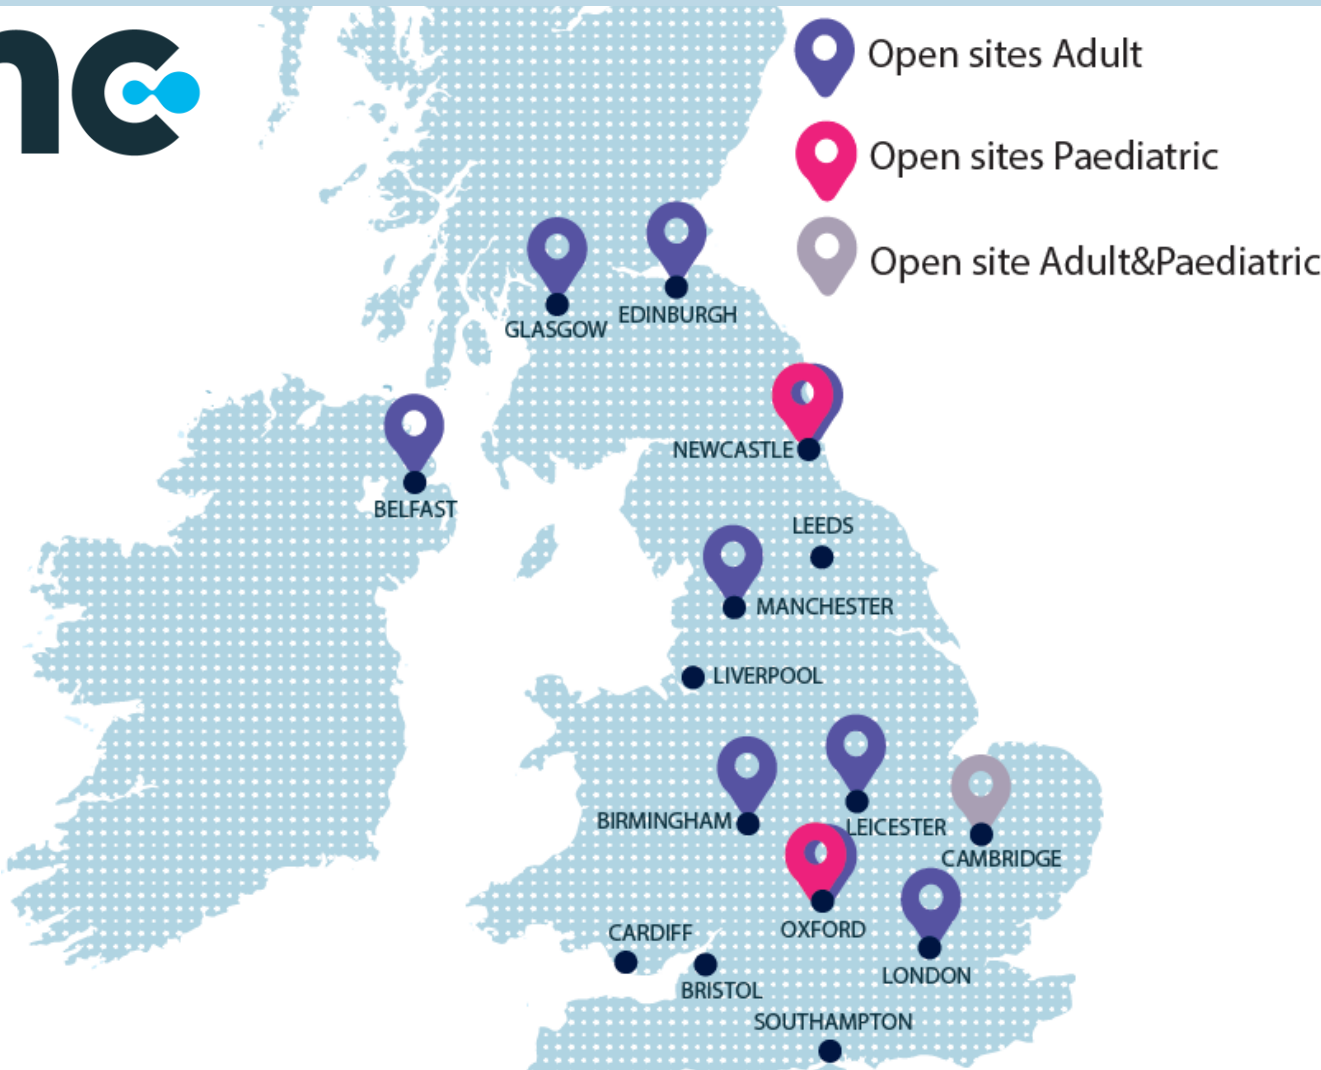 nc
Open sites Adult
Open sites Paediatric
Open site Adult&Paediatric
GLASGOW
EDINBURGH
NEWCASTLE
BELFAST
LEEDS
MANCHESTER
LIVERPOOL
BIRMINGHAM
LEICESTER
CAMBRIDGE
OXFORD
CARDIFF
LONDON
BRISTOL
SOUTHAMPTON